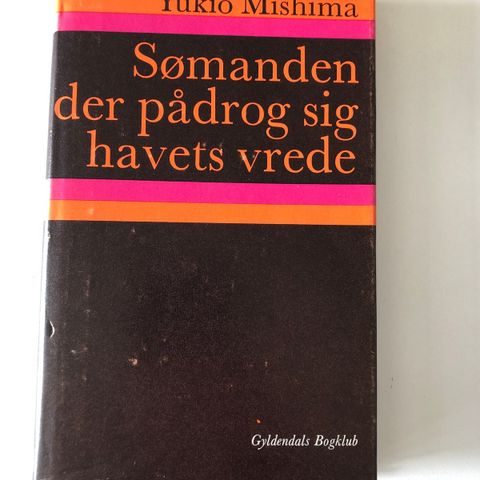 Yukio Mishima
Sømanden
der pådrog sig
havets vrede
Gyldendals Bogklub